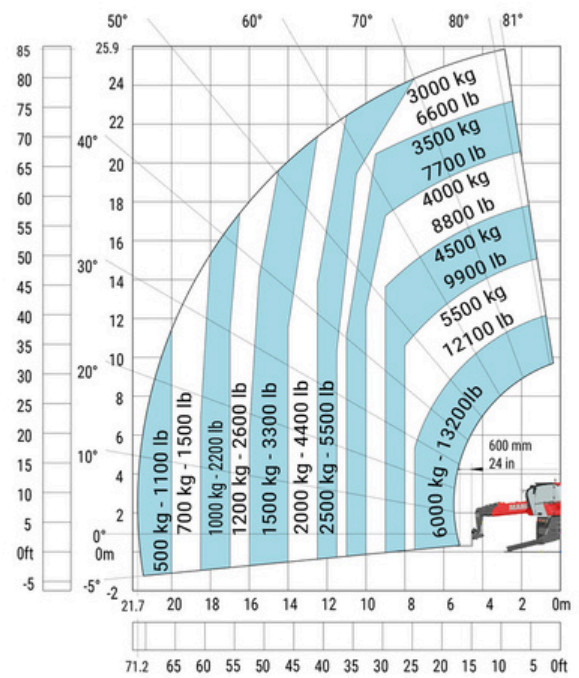 50° 60° 70° 80° 81°
85 25.9
80 24
75 22
70 40°
65 20
60 18
55 16
50 30° 14
45
40 12
35 20° 10
30 8
25
20 6
15 10° 4
10
5 2
0ft 0° 0m
-5 -5° -2
3000 kg
6600 lb
3500 kg
7700 lb
4000 kg
8800 lb
4500 kg
9900 lb
5500 kg
12100 lb
6000 kg - 13200lb
500 kg - 1100 lb
700 kg - 1500 lb
1000 kg - 2200 lb
1200 kg - 2600 lb
1500 kg - 3300 lb
2000 kg - 4400 lb
2500 kg - 5500 lb
600 mm
24 in
21.7 20 18 16 14 12 10 8 6 4 2 0m
71.2 65 60 55 50 45 40 35 30 25 20 15 10 5 0ft